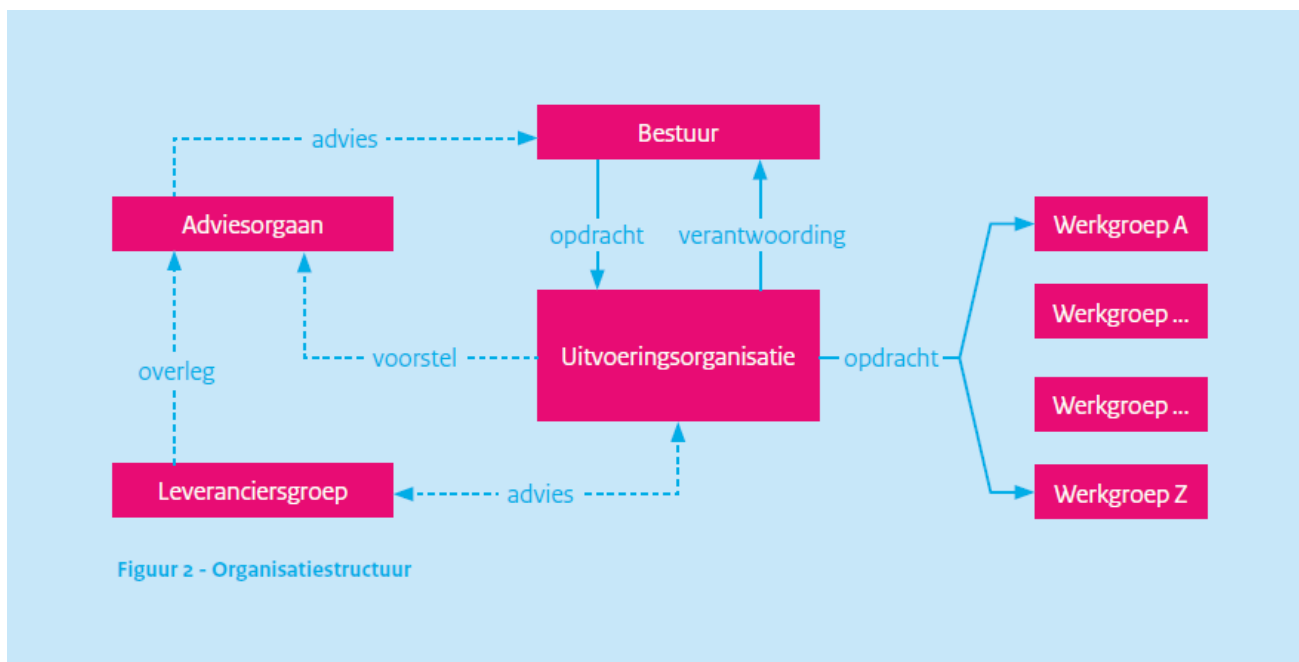 advies
Bestuur
Adviesorgaan
opdracht
verantwoording
Werkgroep A
Werkgroep ...
overleg
voorstel
Uitvoeringsorganisatie
opdracht
Werkgroep ...
Leveranciersgroep
advies
Werkgroep Z
Figuur 2 - Organisatiestructuur